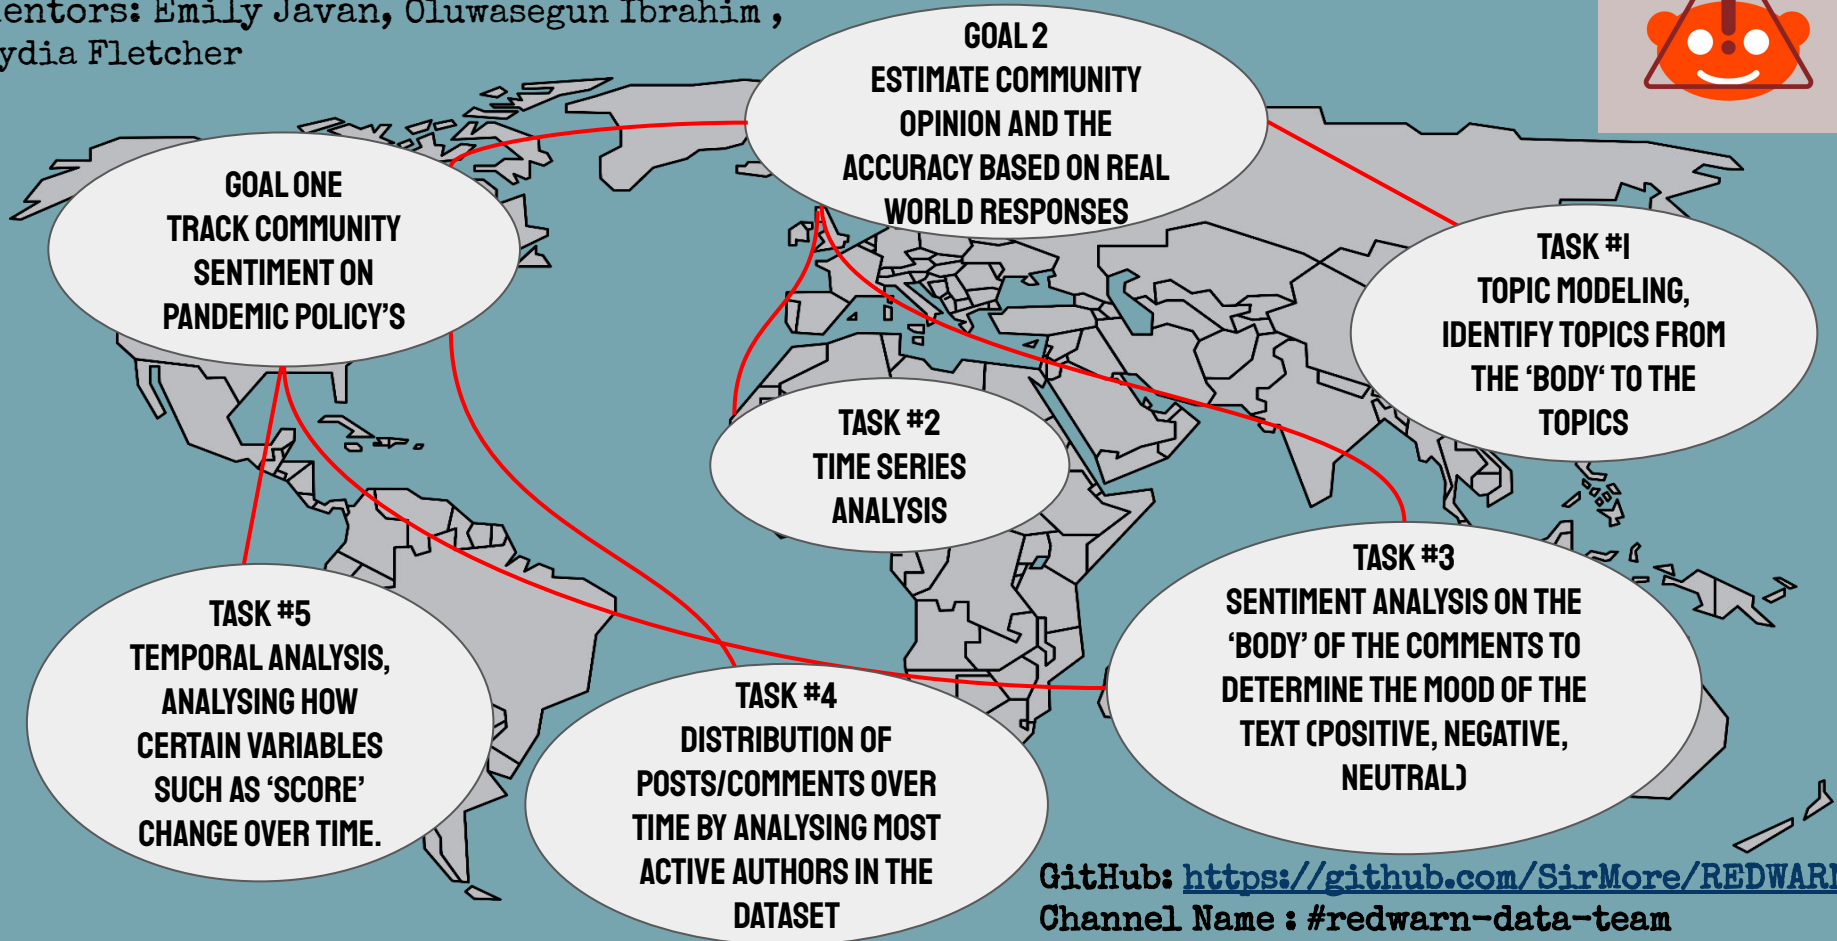 Mentors: Emily Javan, Oluwasegun Ibrahim ,
Lydia Fletcher
GOAL 2
ESTIMATE COMMUNITY
OPINION AND THE
ACCURACY BASED ON REAL
WORLD RESPONSES
GOAL ONE
TRACK COMMUNITY
SENTIMENT ON
PANDEMIC POLICY'S
TASK #1
TOPIC MODELING,
IDENTIFY TOPICS FROM
THE ‘BODY‘ TO THE
TOPICS
TASK #2
TIME SERIES
ANALYSIS
TASK #3
SENTIMENT ANALYSIS ON THE
‘BODY’ OF THE COMMENTS TO
DETERMINE THE MOOD OF THE
TEXT (POSITIVE, NEGATIVE,
NEUTRAL)
TASK #5
TEMPORAL ANALYSIS,
ANALYSING HOW
CERTAIN VARIABLES
SUCH AS ‘SCORE’
CHANGE OVER TIME.
TASK #4
DISTRIBUTION OF
POSTS/COMMENTS OVER
TIME BY ANALYSING MOST
ACTIVE AUTHORS IN THE
DATASET
GitHub: https://github.com/SirMore/REDWARN
Channel Name : #redwarn-data-team